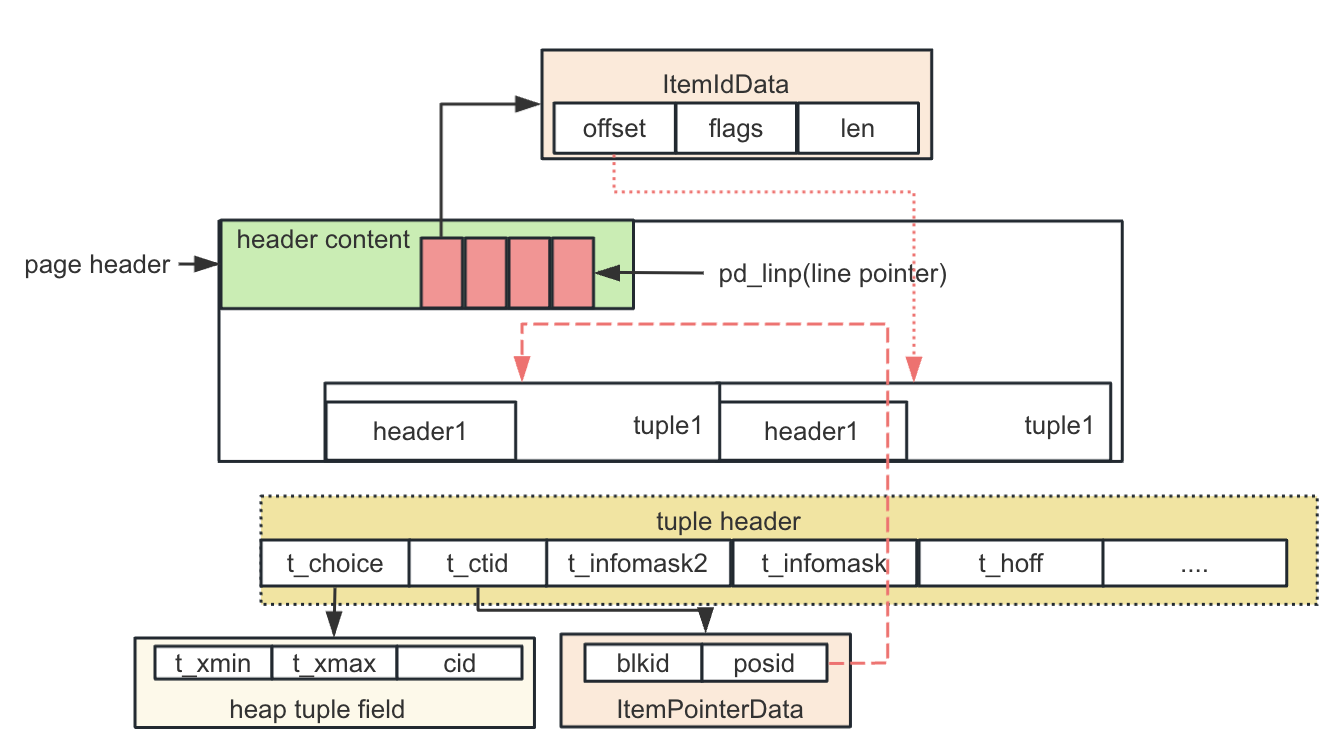 ItemIdData
offset flags len
header content
page header
pd_linp(line pointer)
header1 tuple1 header1 tuple1
tuple header
t_choice t_ctid t_infomask2 t_infomask t_hoff ....
t_xmin t_xmax cid
heap tuple field
blkid posid
ItemPointerData